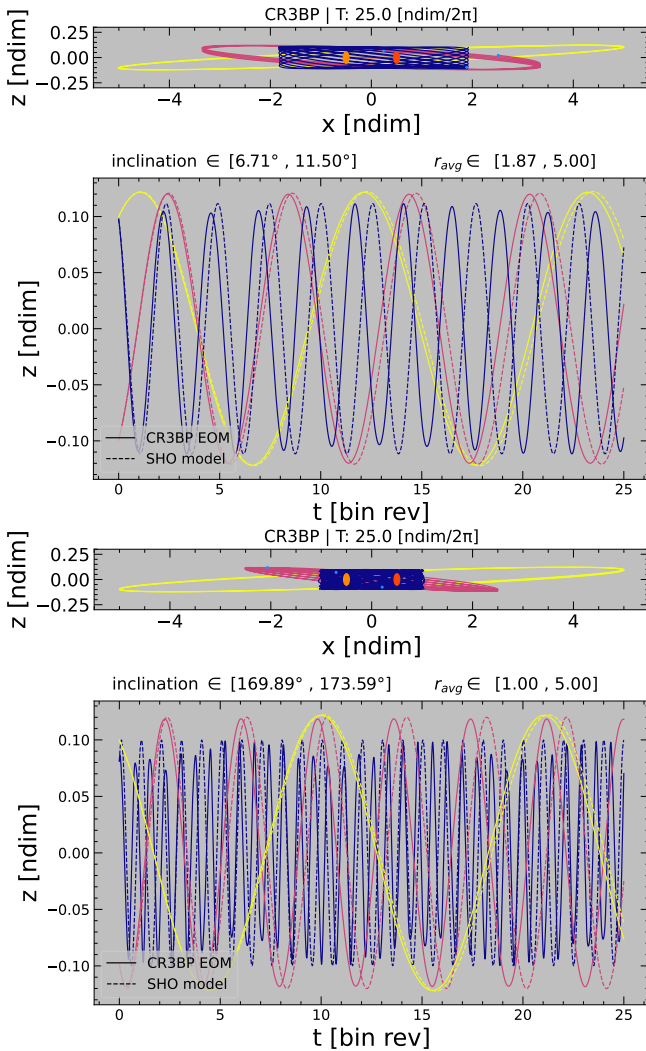 CR3BP | T: 25.0 [ndim/2π]
0.25
0.00
−0.25
z [ndim]
−4 −2 0 2 4
x [ndim]
inclination ∈ [6.71° , 11.50°] r_avg ∈ [1.87 , 5.00]
0.10
0.05
0.00
−0.05
−0.10
z [ndim]
CR3BP EOM
SHO model
0 5 10 15 20 25
t [bin rev]
CR3BP | T: 25.0 [ndim/2π]
0.25
0.00
−0.25
z [ndim]
−4 −2 0 2 4
x [ndim]
inclination ∈ [169.89° , 173.59°] r_avg ∈ [1.00 , 5.00]
0.10
0.05
0.00
−0.05
−0.10
z [ndim]
CR3BP EOM
SHO model
0 5 10 15 20 25
t [bin rev]